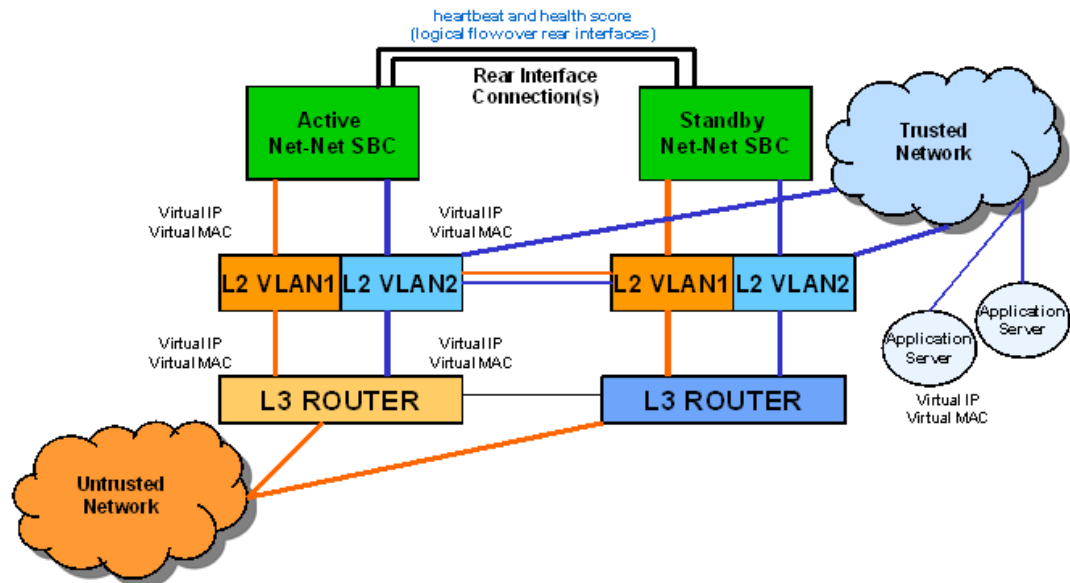 heartbeat and health score
(logical flowover rear interfaces)
Rear Interface
Connection(s)
Active
Net-Net SBC
Standby
Net-Net SBC
Trusted
Network
Virtual IP
Virtual MAC
Virtual IP
Virtual MAC
L2 VLAN1
L2 VLAN2
L2 VLAN1
L2 VLAN2
Application
Server
Application
Server
Virtual IP
Virtual MAC
Virtual IP
Virtual MAC
Virtual IP
Virtual MAC
L3 ROUTER
L3 ROUTER
Untrusted
Network